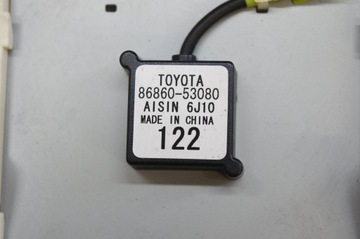 TOYOTA
86860-53080
AISIN 6J10
MADE IN CHINA
122